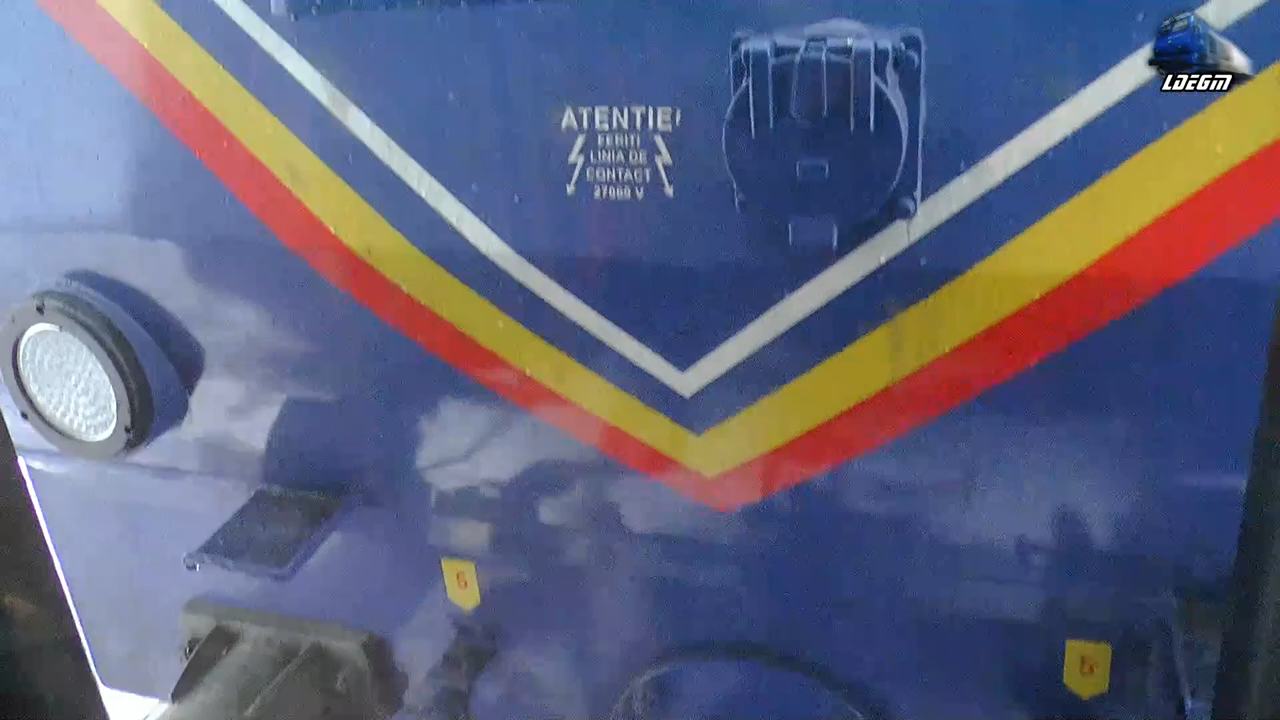 LDEGM
ATENTIE!
FERITI
LINIA DE
CONTACT
27000 V